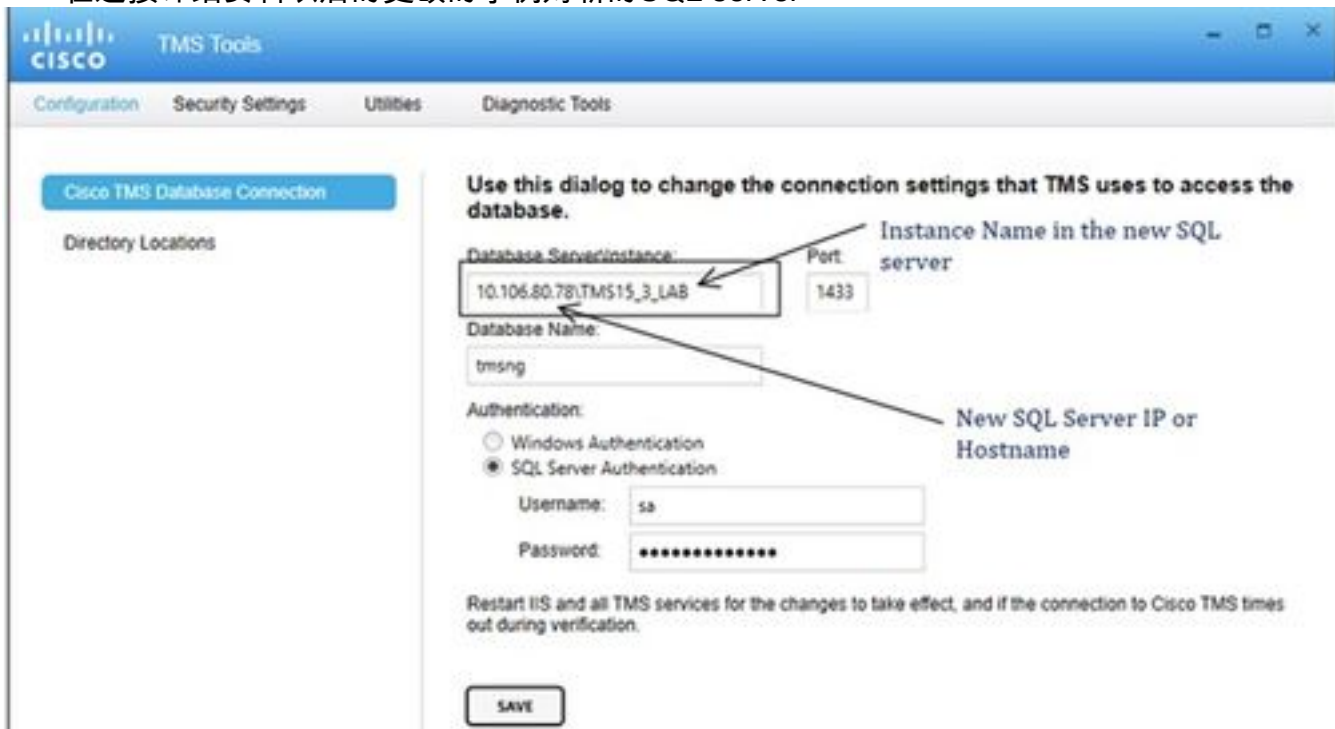 CISCO
TMS Tools
Configuration
Security Settings
Utilities
Diagnostic Tools
Cisco TMS Database Connection
Directory Locations
Use this dialog to change the connection settings that TMS uses to access the
database.
Database Server\Instance:
Port:
10.106.80.78\TMS15_3_LAB
1433
Instance Name in the new SQL
server
Database Name:
tmsng
New SQL Server IP or
Hostname
Authentication:
Windows Authentication
SQL Server Authentication
Username:
sa
Password:
Restart IIS and all TMS services for the changes to take effect, and if the connection to Cisco TMS times
out during verification.
SAVE